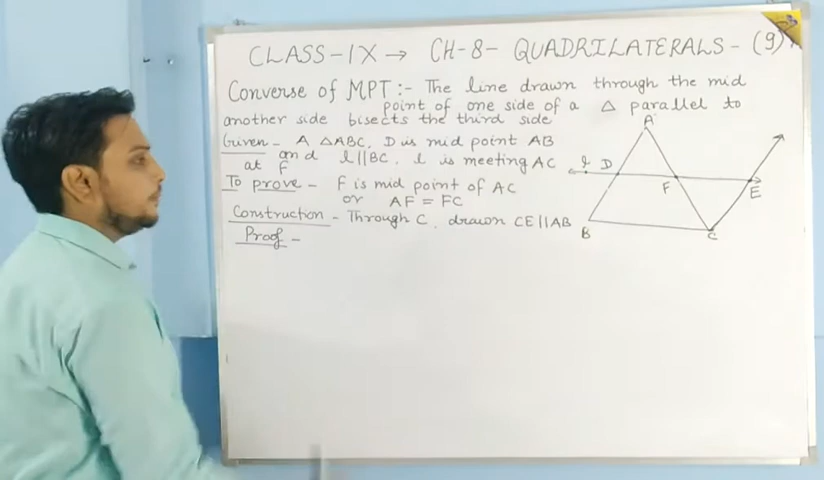 CLASS-IX → CH-8- QUADRILATERALS-(9)
Converse of MPT :- The line drawn through the mid
point of one side of a △ parallel to
another side bisects the third side
Given - A △ABC, D is mid point AB
and l||BC. l is meeting AC
at F
To prove - F is mid point of AC
or AF = FC
Construction - Through C, drawn CE||AB
Proof -
A
l D
F
E
B
C